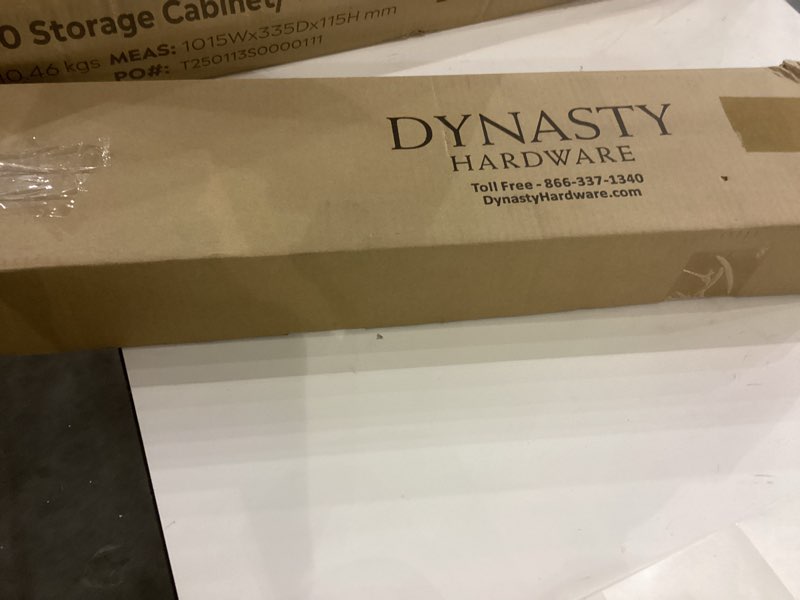 0 Storage Cabinet
10.46 kgs MEAS: 1015Wx335Dx115H mm
PO#: T250113S0000111
DYNASTY
HARDWARE
Toll Free - 866-337-1340
DynastyHardware.com